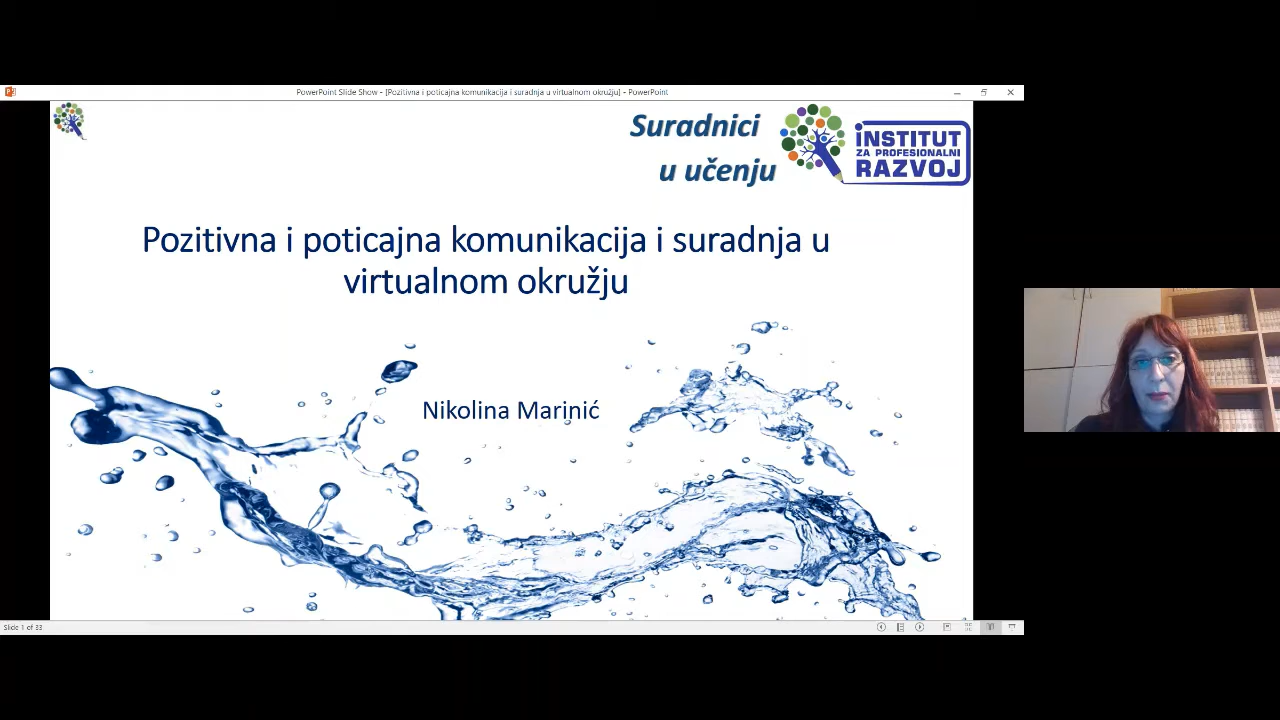 PowerPoint Slide Show - [Pozitivna i poticajna komunikacija i suradnja u virtualnom okružju] - PowerPoint
Suradnici
u učenju
INSTITUT
ZA PROFESIONALNI
RAZVOJ
Pozitivna i poticajna komunikacija i suradnja u
virtualnom okružju
Nikolina Marinić
Slide 1 of 33